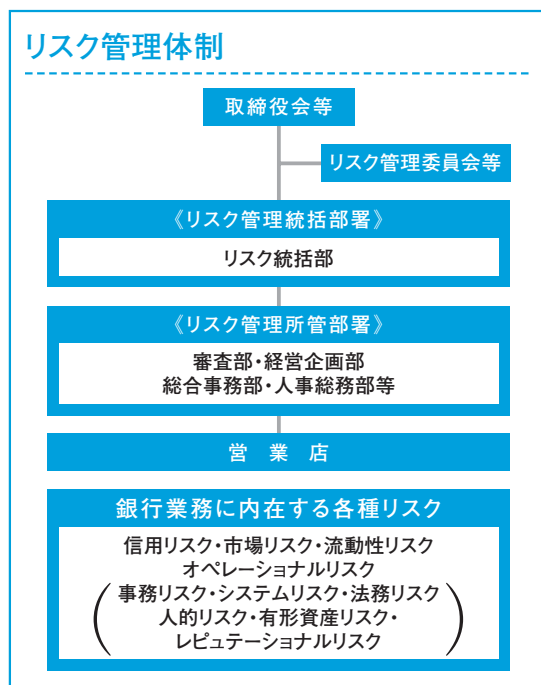 リスク管理体制
取締役会等
リスク管理委員会等
《リスク管理統括部署》
リスク統括部
《リスク管理所管部署》
審査部・経営企画部
総合事務部・人事総務部等
営業店
銀行業務に内在する各種リスク
信用リスク・市場リスク・流動性リスク
オペレーショナルリスク
(事務リスク・システムリスク・法務リスク
人的リスク・有形資産リスク・
レピュテーショナルリスク)